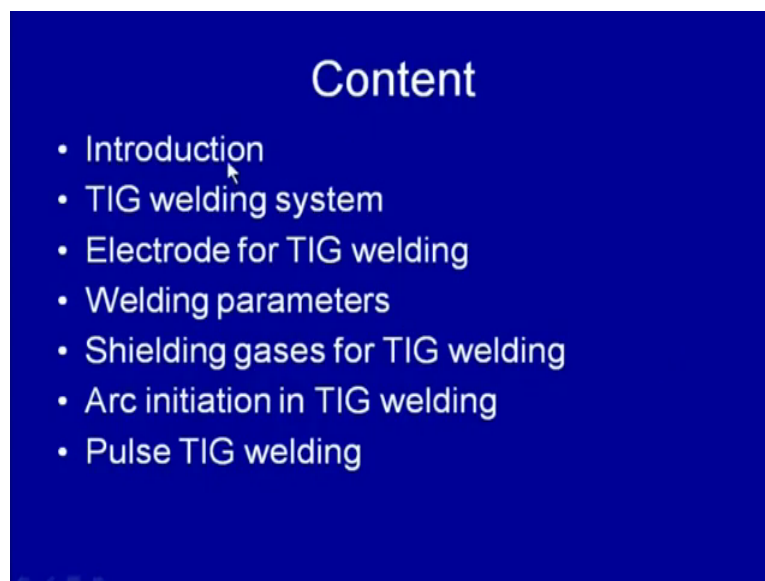 Content
• Introduction
• TIG welding system
• Electrode for TIG welding
• Welding parameters
• Shielding gases for TIG welding
• Arc initiation in TIG welding
• Pulse TIG welding